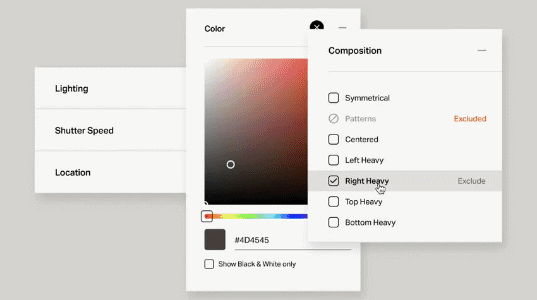 Lighting
Shutter Speed
Location
Color
#4D4545
Show Black & White only
Composition
Symmetrical
Patterns Excluded
Centered
Left Heavy
Right Heavy Exclude
Top Heavy
Bottom Heavy